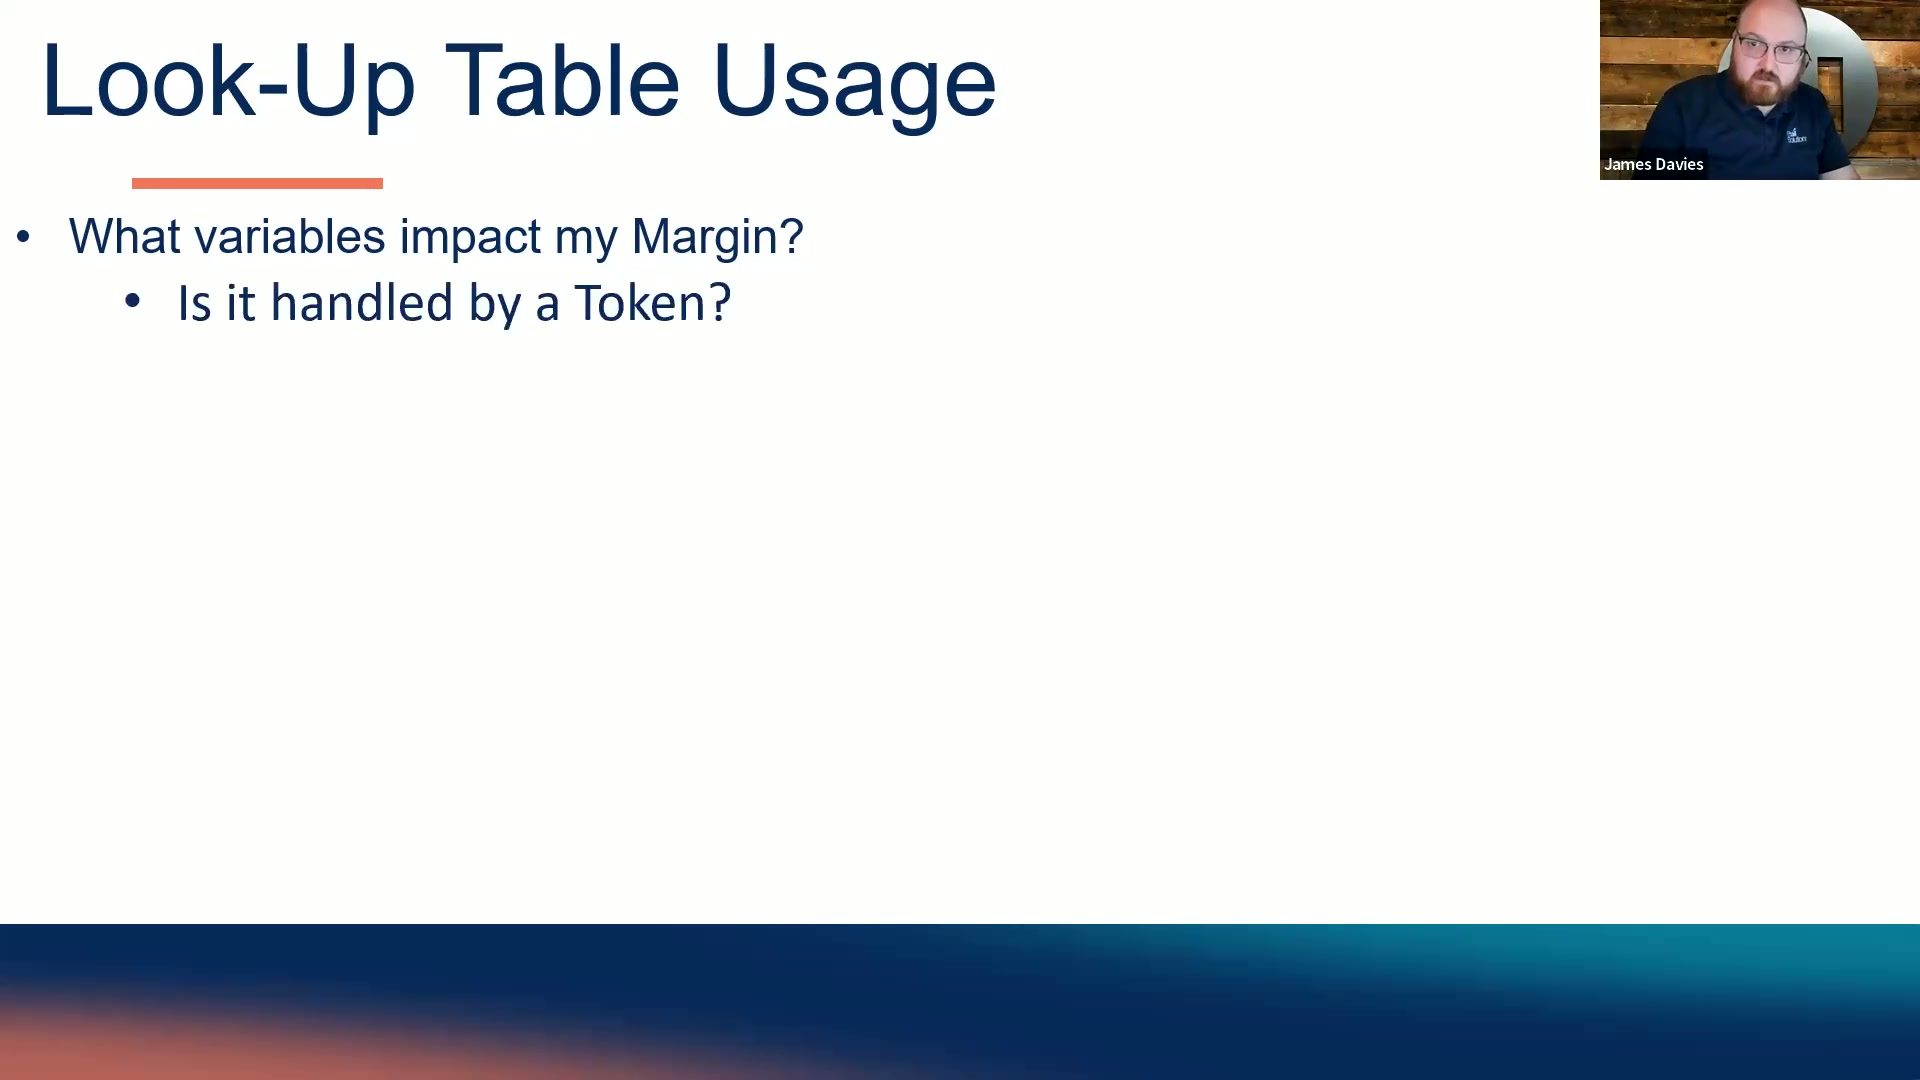 Look-Up Table Usage
• What variables impact my Margin?
• Is it handled by a Token?
James Davies